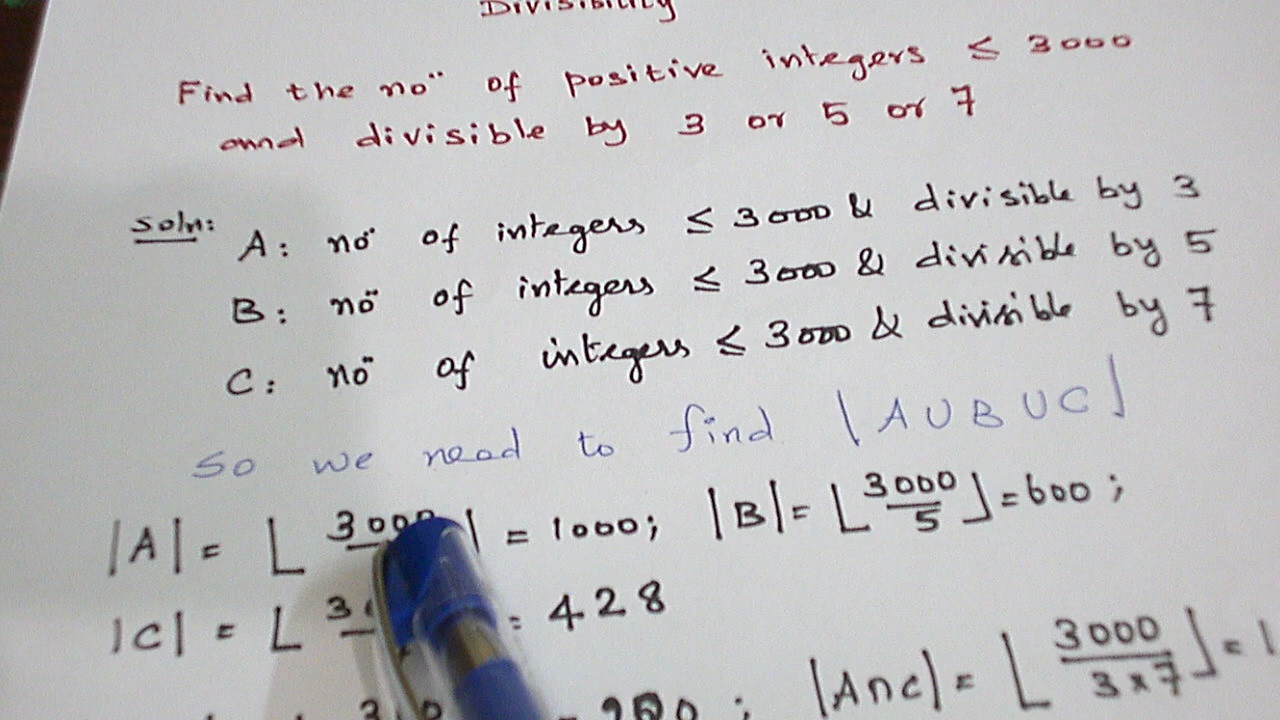 Divisibility
Find the no¨ of positive integers ≤ 3000
and divisible by 3 or 5 or 7
Soln:
A: no¨ of integers ≤ 3000 & divisible by 3
B: no¨ of integers ≤ 3000 & divisible by 5
C: no¨ of integers ≤ 3000 & divisible by 7
So we need to find |A∪B∪C|
|A| = ⌊3000⌋ = 1000; |B| = ⌊3000/5⌋ = 600;
|C| = ⌊3 = 428
|A∩C| = ⌊3000/3×7⌋ = 1